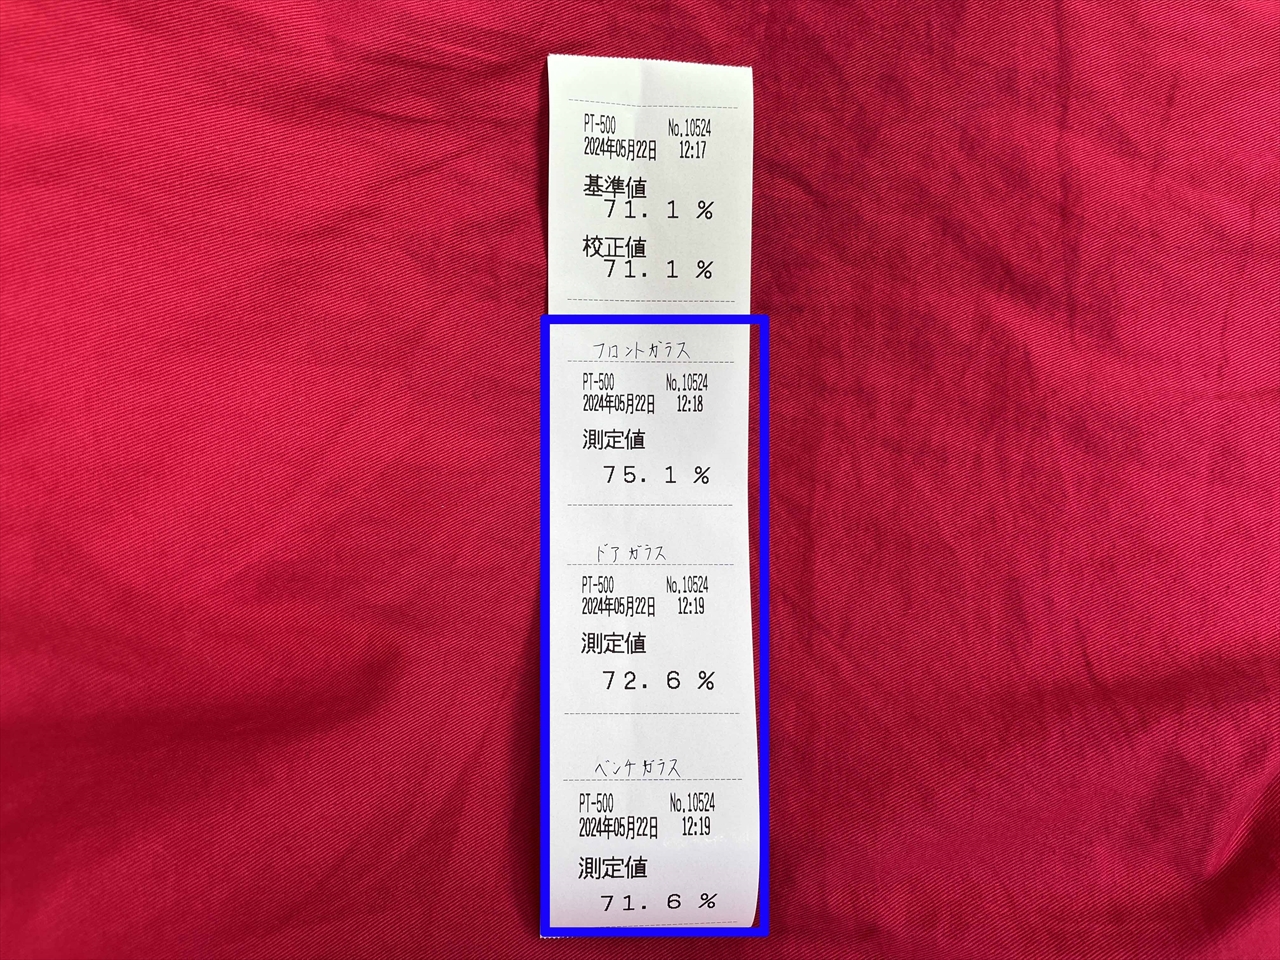 PT-500 No.10524
2024年05月22日 12:17
基準値
71.1%
校正値
71.1%
フロントガラス
PT-500 No.10524
2024年05月22日 12:18
測定値
75.1%
ドアガラス
PT-500 No.10524
2024年05月22日 12:19
測定値
72.6%
ベンチガラス
PT-500 No.10524
2024年05月22日 12:19
測定値
71.6%